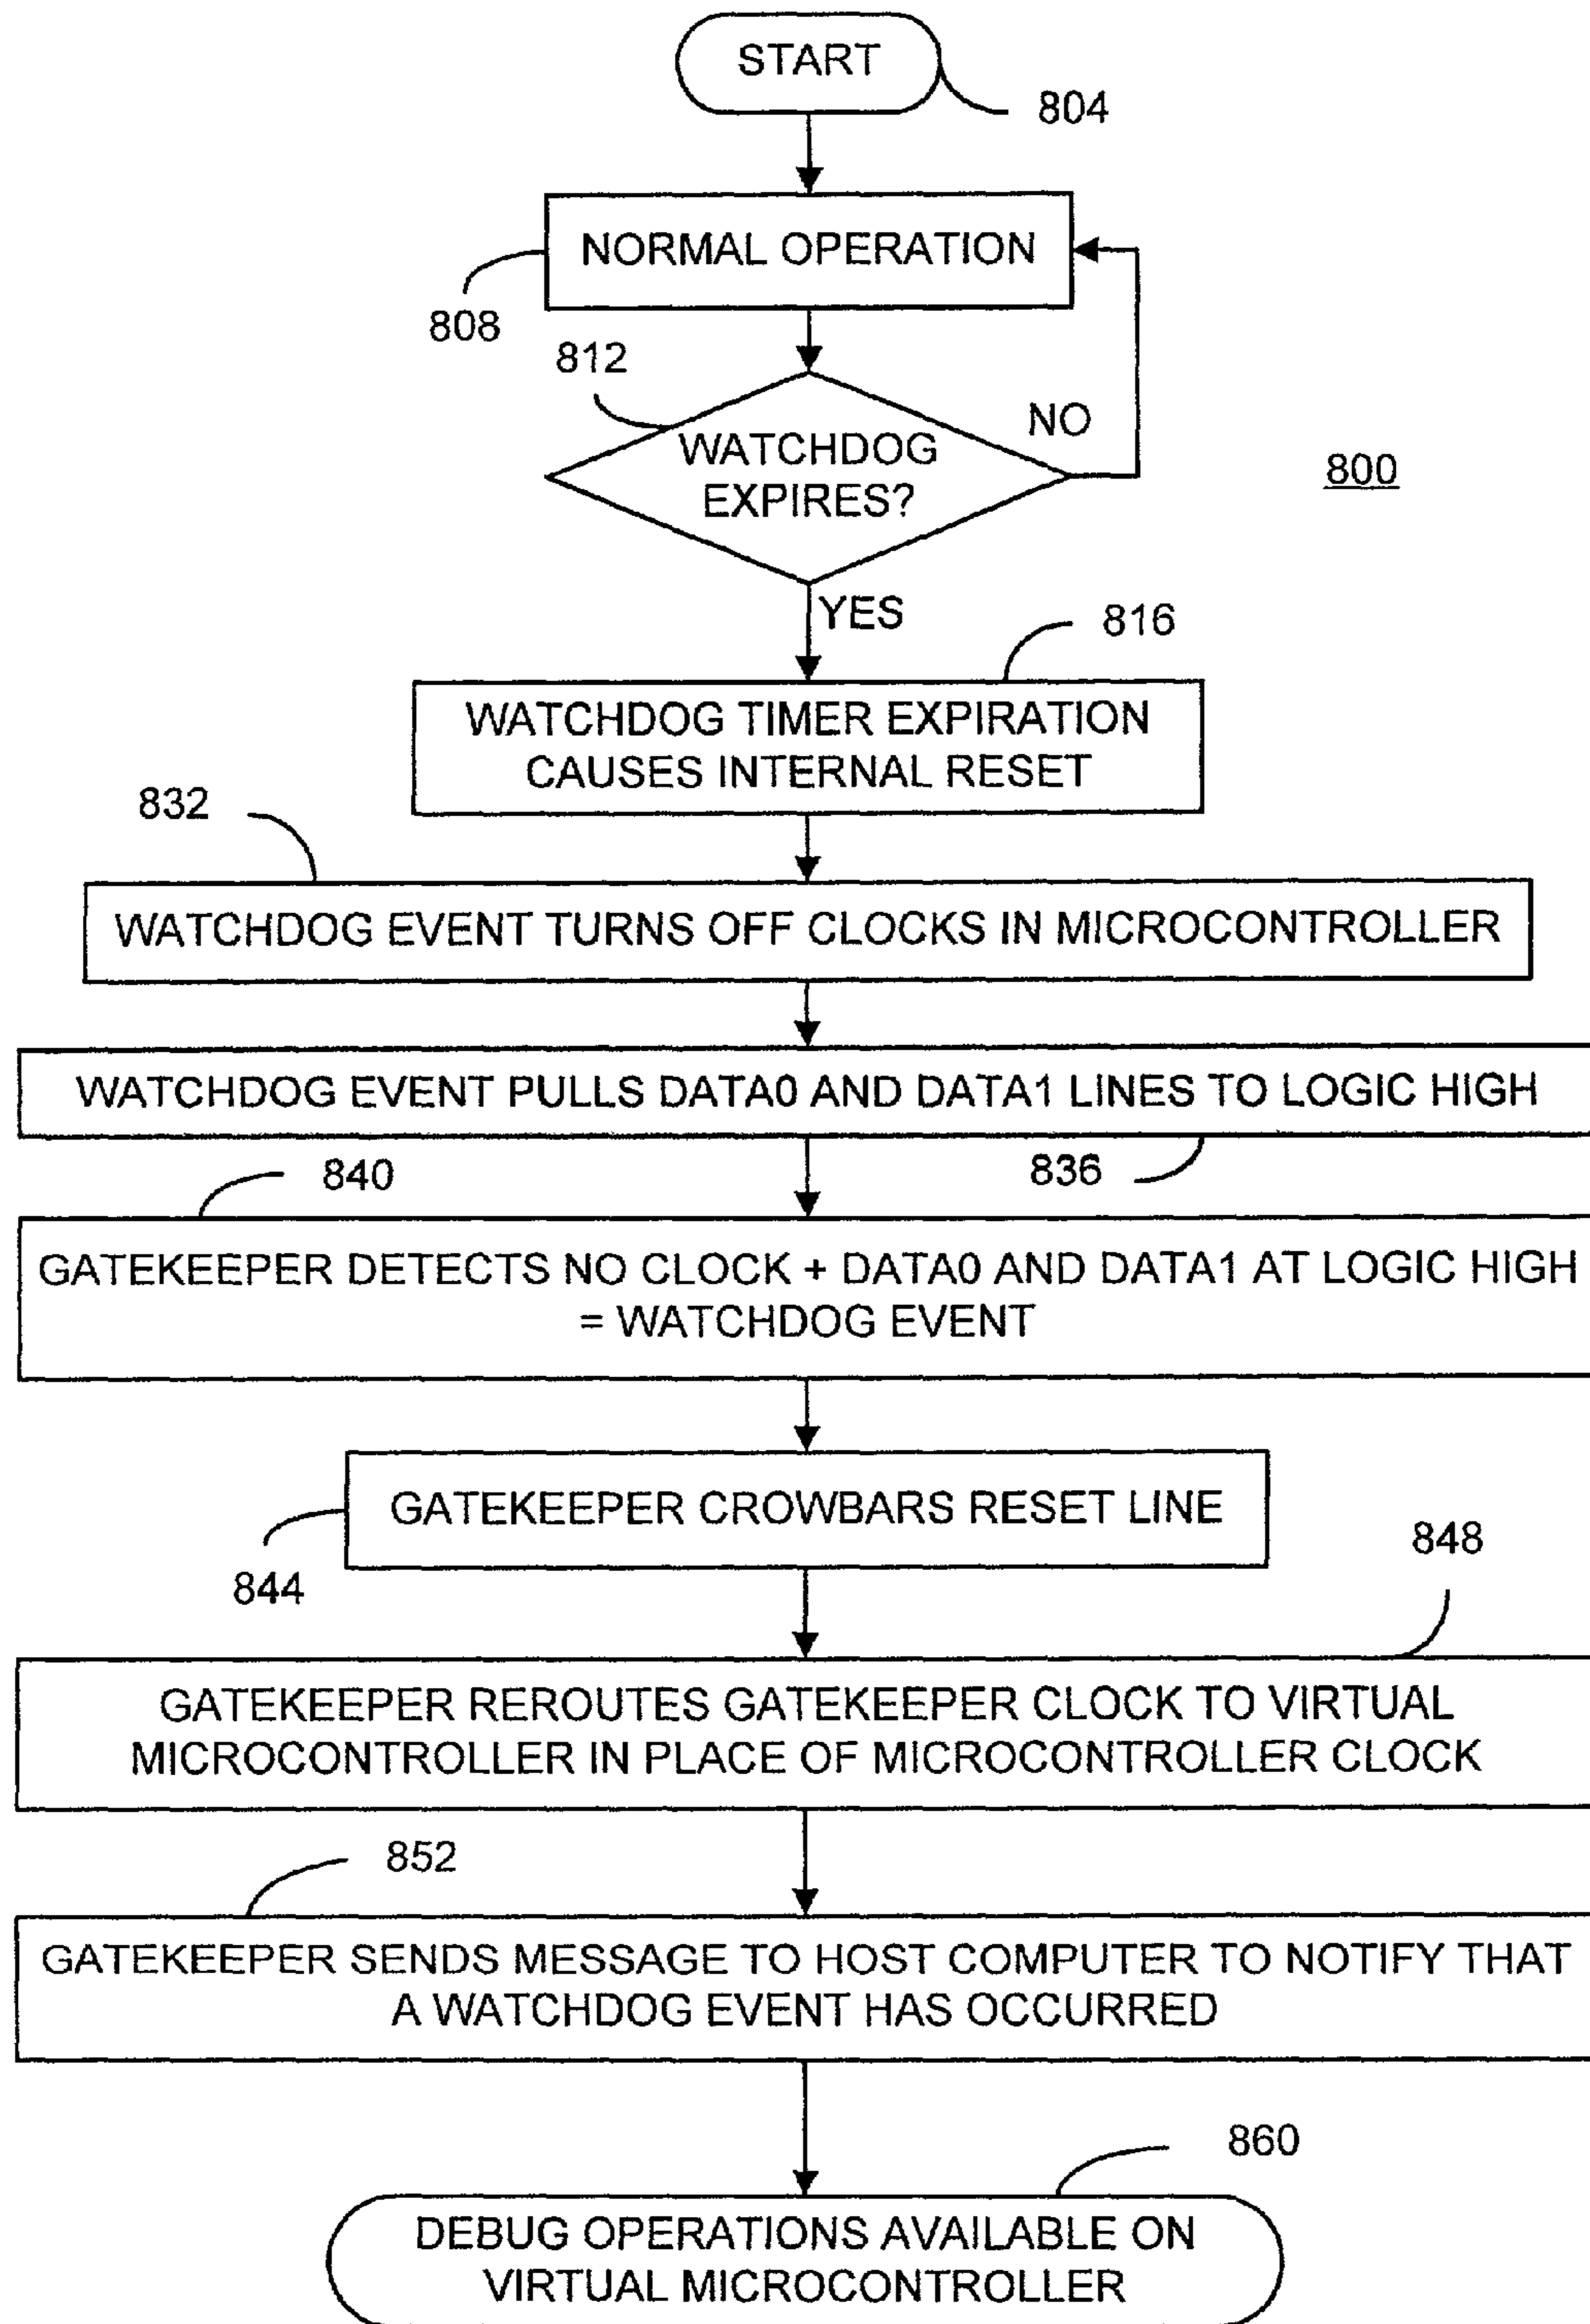 START
804
NORMAL OPERATION
808
812
WATCHDOG
EXPIRES?
NO
800
YES
816
WATCHDOG TIMER EXPIRATION
CAUSES INTERNAL RESET
832
WATCHDOG EVENT TURNS OFF CLOCKS IN MICROCONTROLLER
WATCHDOG EVENT PULLS DATA0 AND DATA1 LINES TO LOGIC HIGH
836
840
GATEKEEPER DETECTS NO CLOCK + DATA0 AND DATA1 AT LOGIC HIGH
= WATCHDOG EVENT
GATEKEEPER CROWBARS RESET LINE
844
848
GATEKEEPER REROUTES GATEKEEPER CLOCK TO VIRTUAL
MICROCONTROLLER IN PLACE OF MICROCONTROLLER CLOCK
852
GATEKEEPER SENDS MESSAGE TO HOST COMPUTER TO NOTIFY THAT
A WATCHDOG EVENT HAS OCCURRED
860
DEBUG OPERATIONS AVAILABLE ON
VIRTUAL MICROCONTROLLER